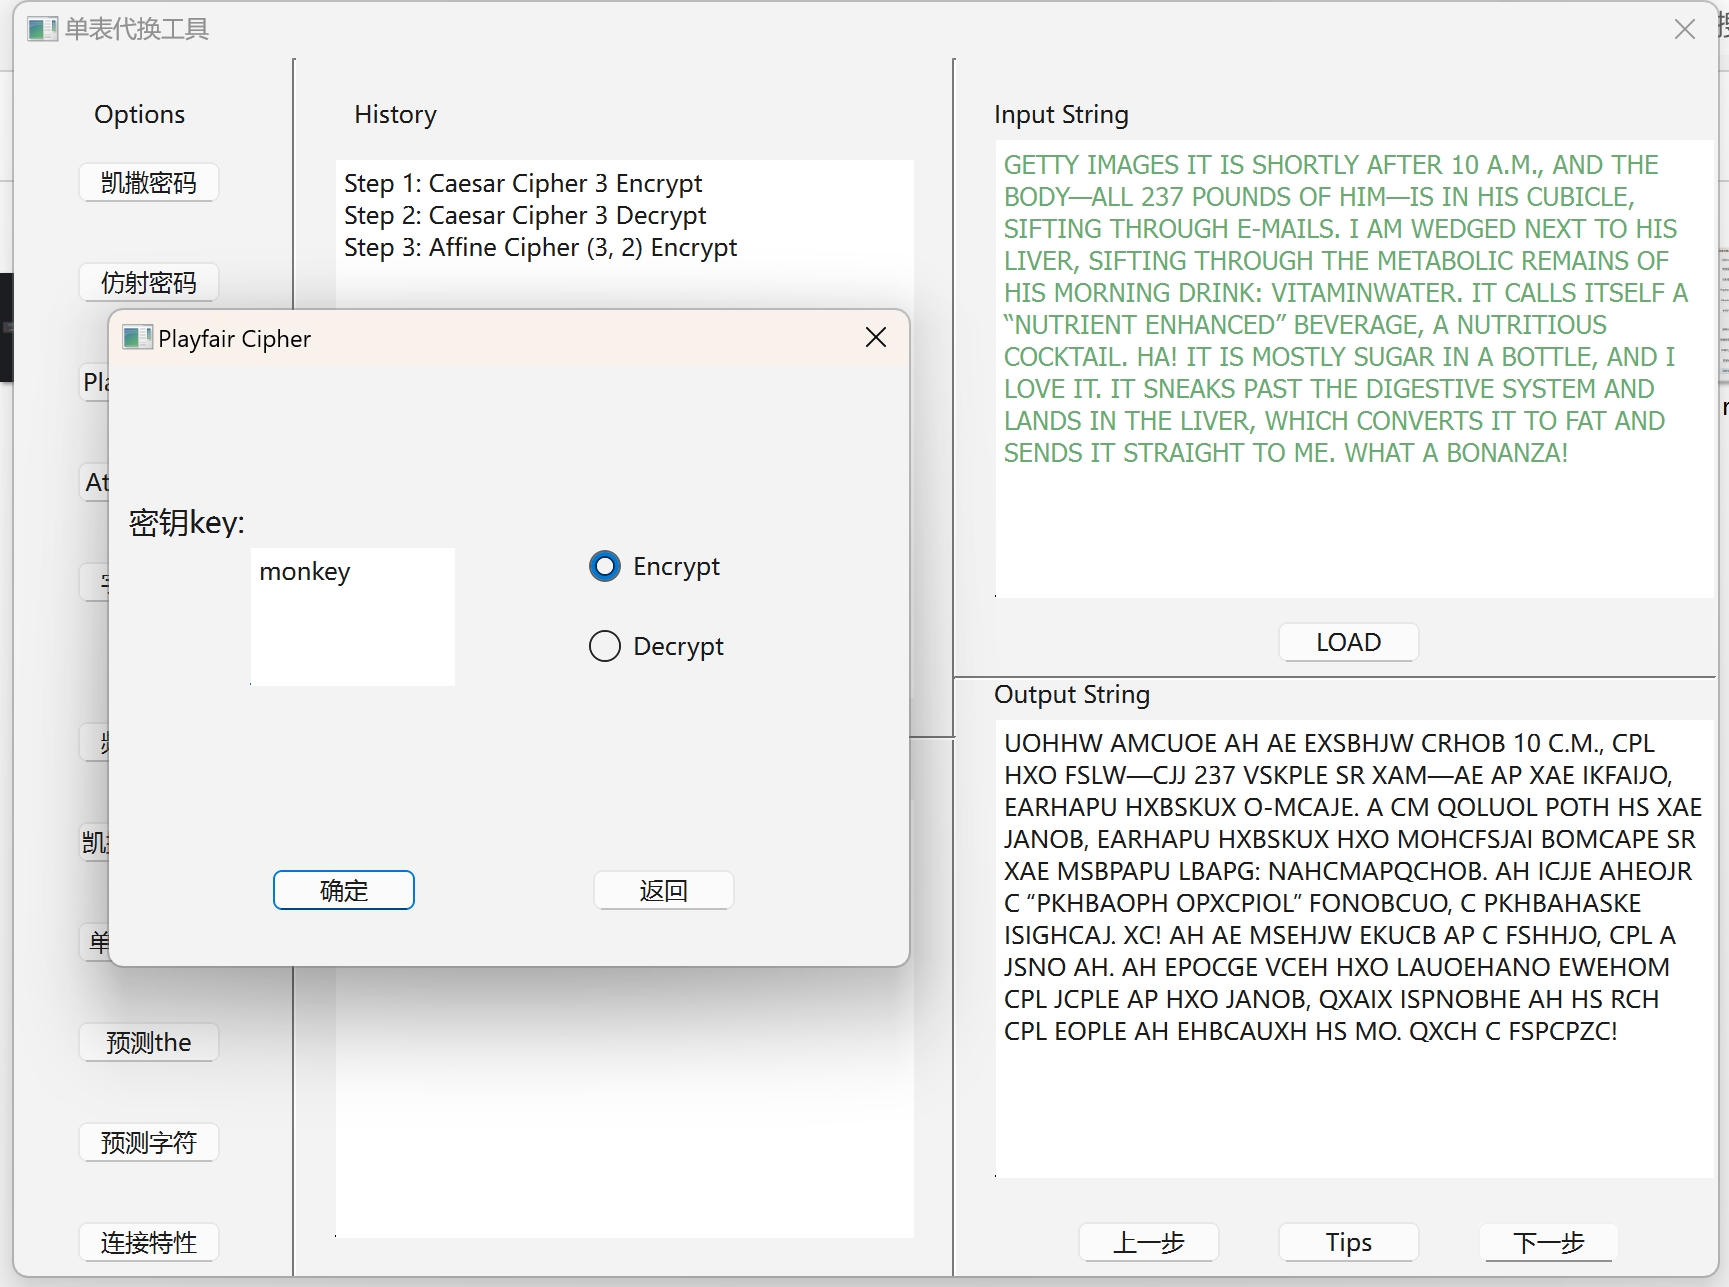 单表代换工具
Options
凯撒密码
仿射密码
预测the
预测字符
连接特性
History
Step 1: Caesar Cipher 3 Encrypt
Step 2: Caesar Cipher 3 Decrypt
Step 3: Affine Cipher (3, 2) Encrypt
Playfair Cipher
密钥key:
monkey
Encrypt
Decrypt
确定
返回
Input String
GETTY IMAGES IT IS SHORTLY AFTER 10 A.M., AND THE
BODY—ALL 237 POUNDS OF HIM—IS IN HIS CUBICLE,
SIFTING THROUGH E-MAILS. I AM WEDGED NEXT TO HIS
LIVER, SIFTING THROUGH THE METABOLIC REMAINS OF
HIS MORNING DRINK: VITAMINWATER. IT CALLS ITSELF A
“NUTRIENT ENHANCED” BEVERAGE, A NUTRITIOUS
COCKTAIL. HA! IT IS MOSTLY SUGAR IN A BOTTLE, AND I
LOVE IT. IT SNEAKS PAST THE DIGESTIVE SYSTEM AND
LANDS IN THE LIVER, WHICH CONVERTS IT TO FAT AND
SENDS IT STRAIGHT TO ME. WHAT A BONANZA!
LOAD
Output String
UOHHW AMCUOE AH AE EXSBHJW CRHOB 10 C.M., CPL
HXO FSLW—CJJ 237 VSKPLE SR XAM—AE AP XAE IKFAIJO,
EARHAPU HXBSKUX O-MCAJE. A CM QOLUOL POTH HS XAE
JANOB, EARHAPU HXBSKUX HXO MOHCFSJAI BOMCAPE SR
XAE MSBPAPU LBAPG: NAHCMAPQCHOB. AH ICJJE AHEOJR
C “PKHBAOPH OPXCPIOL” FONOBCUO, C PKHBAHASKE
ISIGHCAJ. XC! AH AE MSEHJW EKUCB AP C FSHHJO, CPL A
JSNO AH. AH EPOCGE VCEH HXO LAUOEHANO EWEHOM
CPL JCPLE AP HXO JANOB, QXAIX ISPNOBHE AH HS RCH
CPL EOPLE AH EHBCAUXH HS MO. QXCH C FSPCPZC!
上一步
Tips
下一步